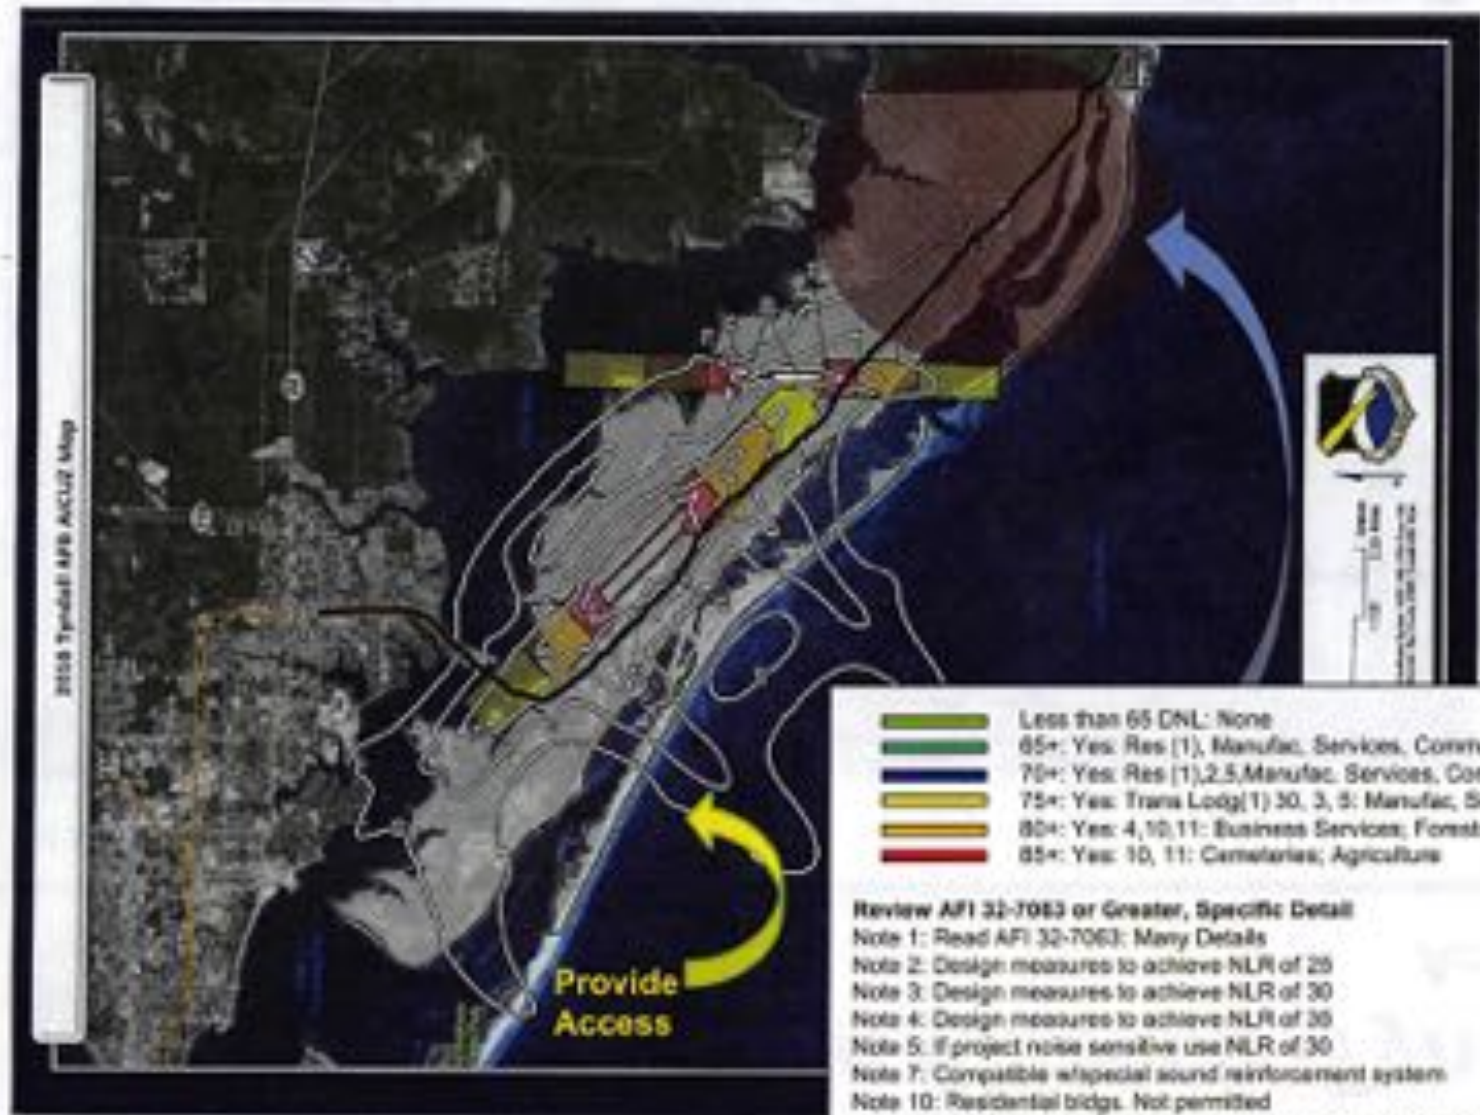 2008 Tyndall AFB AICUZ Map
Provide
Access
Less than 65 DNL: None
65+: Yes: Res (1), Manufac, Services, Comm
70+: Yes: Res (1),2,5,Manufac, Services, Co
75+: Yes: Trans Lodg(1) 30, 3, 5: Manufac, S
80+: Yes: 4,10,11: Business Services; Forest
85+: Yes: 10, 11: Cemeteries; Agriculture
Review AFI 32-7063 or Greater, Specific Detail
Note 1: Read AFI 32-7063: Many Details
Note 2: Design measures to achieve NLR of 25
Note 3: Design measures to achieve NLR of 30
Note 4: Design measures to achieve NLR of 35
Note 5: If project noise sensitive use NLR of 30
Note 7: Compatible w/special sound reinforcement system
Note 10: Residential bldgs. Not permitted